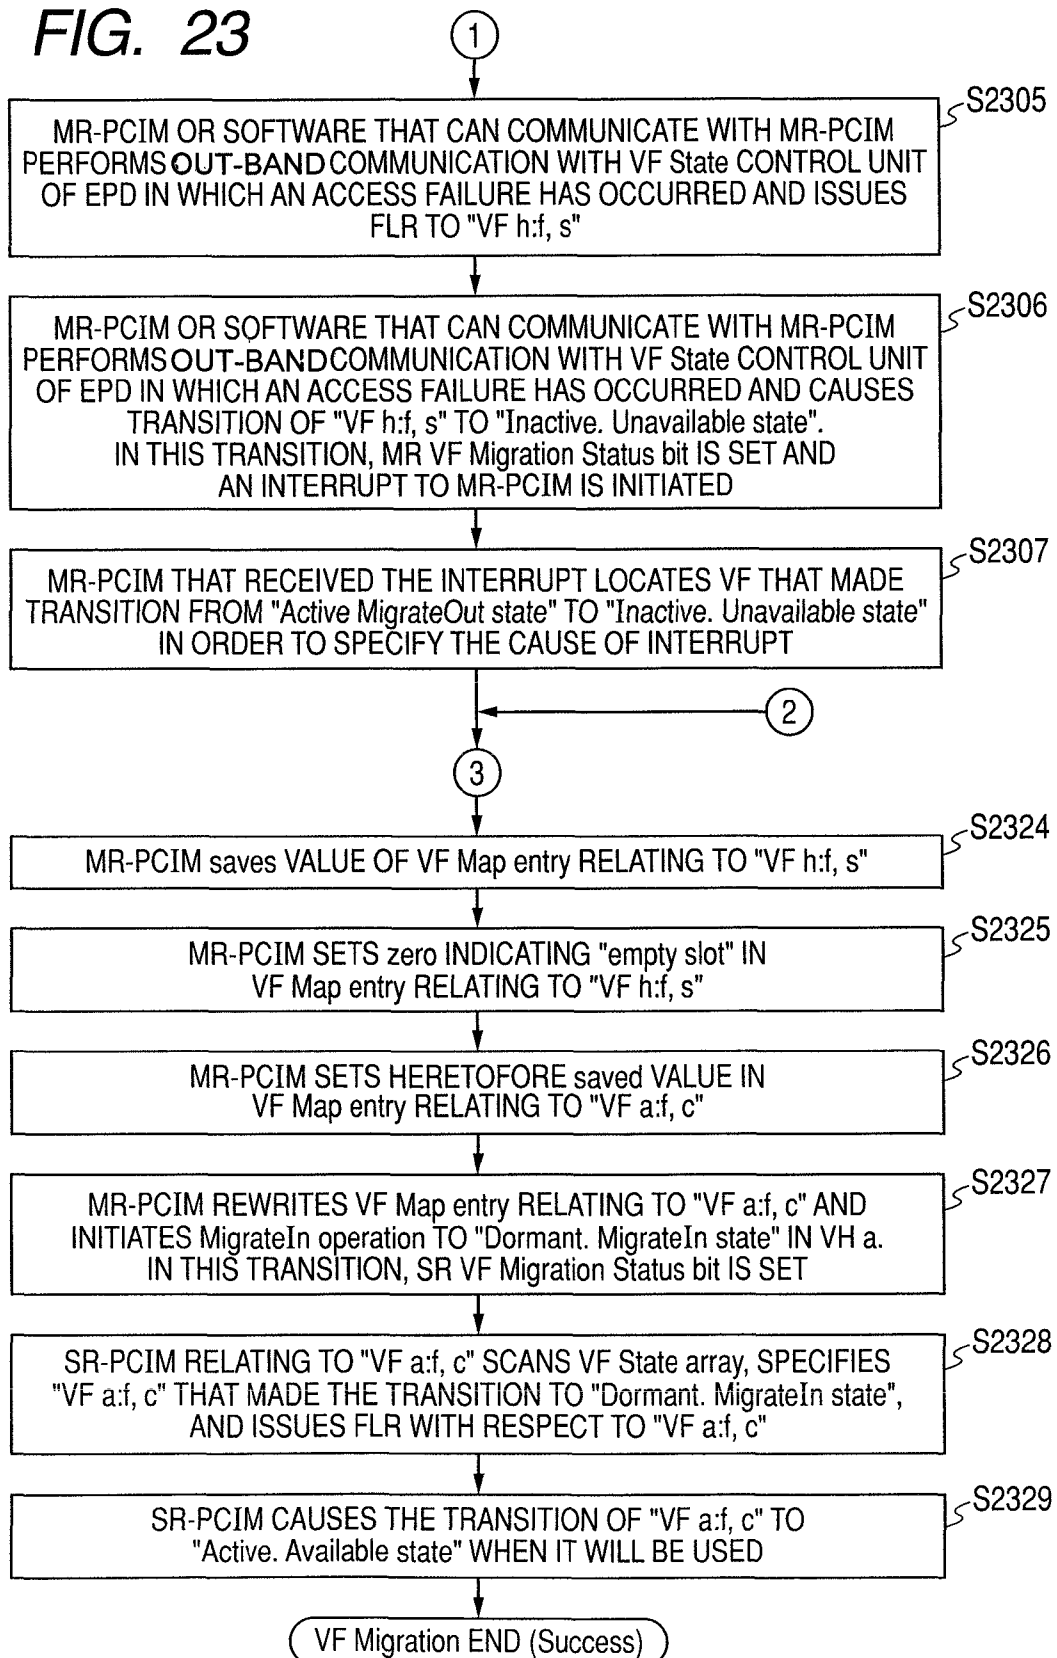 FIG. 23
1
S2305
MR-PCIM OR SOFTWARE THAT CAN COMMUNICATE WITH MR-PCIM
PERFORMS OUT-BAND COMMUNICATION WITH VF State CONTROL UNIT
OF EPD IN WHICH AN ACCESS FAILURE HAS OCCURRED AND ISSUES
FLR TO "VF h:f, s"
S2306
MR-PCIM OR SOFTWARE THAT CAN COMMUNICATE WITH MR-PCIM
PERFORMS OUT-BAND COMMUNICATION WITH VF State CONTROL UNIT
OF EPD IN WHICH AN ACCESS FAILURE HAS OCCURRED AND CAUSES
TRANSITION OF "VF h:f, s" TO "Inactive. Unavailable state".
IN THIS TRANSITION, MR VF Migration Status bit IS SET AND
AN INTERRUPT TO MR-PCIM IS INITIATED
S2307
MR-PCIM THAT RECEIVED THE INTERRUPT LOCATES VF THAT MADE
TRANSITION FROM "Active MigrateOut state" TO "Inactive. Unavailable state"
IN ORDER TO SPECIFY THE CAUSE OF INTERRUPT
2
3
S2324
MR-PCIM saves VALUE OF VF Map entry RELATING TO "VF h:f, s"
S2325
MR-PCIM SETS zero INDICATING "empty slot" IN
VF Map entry RELATING TO "VF h:f, s"
S2326
MR-PCIM SETS HERETOFORE saved VALUE IN
VF Map entry RELATING TO "VF a:f, c"
S2327
MR-PCIM REWRITES VF Map entry RELATING TO "VF a:f, c" AND
INITIATES MigrateIn operation TO "Dormant. MigrateIn state" IN VH a.
IN THIS TRANSITION, SR VF Migration Status bit IS SET
S2328
SR-PCIM RELATING TO "VF a:f, c" SCANS VF State array, SPECIFIES
"VF a:f, c" THAT MADE THE TRANSITION TO "Dormant. MigrateIn state",
AND ISSUES FLR WITH RESPECT TO "VF a:f, c"
S2329
SR-PCIM CAUSES THE TRANSITION OF "VF a:f, c" TO
"Active. Available state" WHEN IT WILL BE USED
VF Migration END (Success)